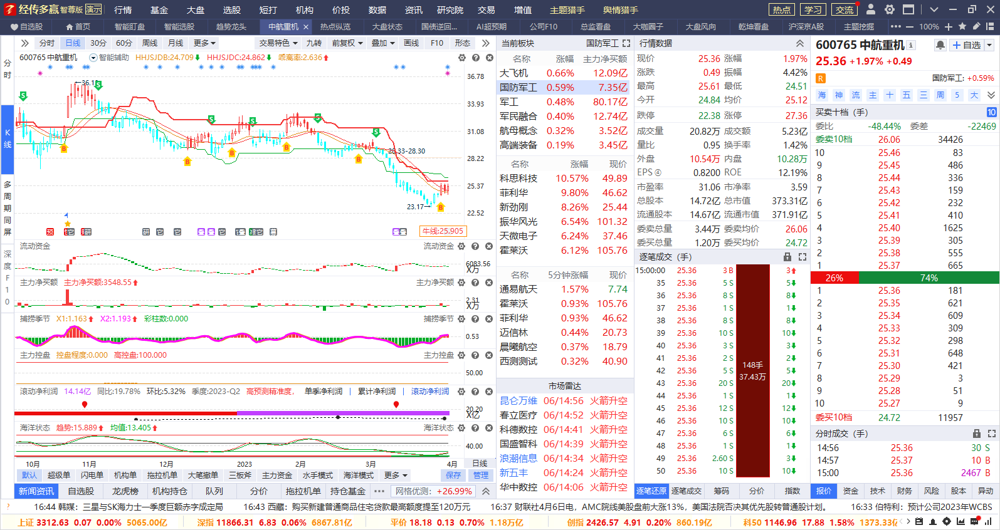 经传多赢 智尊版 演示 行情 基金 大盘 选股 短打 机构 价投 数据 资讯 研究院 交易 增值 主题猎手 舆情猎手 热点 学习 交流
自选股 首页 智能盯盘 智能选股 趋势龙头 中航重机 × 热点纵览 大盘状态 国债逆回... AI超预期 公司F10 总监看盘 大咖圈子 大盘风向 乾坤看盘 沪深京A股 主题挖掘 ••• — 100% +
分时
K线
多周期同屏
深度F10
分时 日线 30分 60分 周线 月线 更多 交易特色 九转 前复权 叠加 画线 F10 形态
600765 中航重机 智能辅助 HHJSJDB:24.709 HHJSJDC:24.862 乖离率:2.636
36.78
33.93
31.08
28.22
25.37
22.52
28.33-28.30
23.17
牛线:25.905
流动资金 流动资金
6083.56
X万
主力净买额 主力净买额:3548.55 主力净买额
2.31
X万
捕捞季节 X1:1.163 X2:1.193 彩柱数:0.000 捕捞季节
0.53
主力控盘 控盘程度:0.000 高控盘:100.000 主力控盘
50.00
滚动净利润 14.14亿 同比:19.78% 环比:5.32% 季度:2023-Q2 高预测精准度, 单季净利润 | 累计净利润 | 滚动净利润
20.20
X亿
海洋状态 趋势:15.889 均值:13.405 海洋状态
40.00
10月 11月 12月 2023 2月 3月 4月 日线
默认 超级单 闪电单 机构单 拖拉机单 大笔撤单 三板斧 主力资金 水手模式 海洋模式 更多 保存 管理
新闻资讯 自选股 龙虎榜 机构持仓 队列 分价 拖拉机单 持仓基金 ••• 网格优测: +26.99%
当前板块 国防军工
名称 涨幅 主力净买额
大飞机 0.66% 12.09亿
国防军工 0.59% 7.35亿
军工 0.48% 80.17亿
军民融合 0.40% 12.74亿
航母概念 0.32% 3.52亿
高端装备 0.19% 3.45亿
名称 涨幅 现价
科思科技 10.57% 49.89
菲利华 9.80% 46.62
新劲刚 8.26% 25.44
振华风光 6.54% 101.32
天微电子 6.24% 37.46
霍莱沃 6.12% 105.76
名称 5分钟涨幅 现价
通易航天 1.57% 7.74
霍莱沃 0.93% 105.76
菲利华 0.93% 46.62
迈信林 0.44% 20.73
晨曦航空 0.37% 18.79
西测测试 0.32% 40.90
市场雷达
昆仑万维 06/14:56 火箭升空
春立医疗 06/14:52 火箭升空
科德数控 06/14:41 火箭升空
国盛智科 06/14:39 火箭升空
浪潮信息 06/14:34 火箭升空
新五丰 06/14:24 火箭升空
华中数控 06/14:06 火箭升空
行情数据
现价 25.36 涨幅 1.97%
涨跌 0.49 振幅 4.42%
最高 25.61 最低 24.51
今开 24.84 均价 25.12
跌停 22.38 涨停 27.36
成交量 20.82万 成交额 5.23亿
量比 0.95 换手率 1.42%
外盘 10.54万 内盘 10.28万
EPS ④ 0.8200 ROE 12.19%
市盈率 31.06 市净率 3.59
总股本 14.72亿 总市值 373.31亿
流通股本 14.67亿 流通市值 371.91亿
委卖总量 3.44万 委卖均价 26.06
委买总量 1.20万 委买均价 24.72
逐笔成交 (手)
15:00:00 25.36 3 B 3
35 25.36 5 S 5
36 25.36 8 S 8
37 25.36 1 S 1
38 25.36 8 S 8
39 25.36 10 S 10
40 25.36 3 S 3
41 25.36 2 S 2
42 25.36 5 S 5
43 25.36 20 S 20
44 25.36 1 S 1
45 25.36 12 S 12
46 25.36 10 S 10
47 25.36 6 S 6
48 25.36 1 S 1
49 25.36 2.60 S 3
50 25.36 10 S 10
148手
37.43万
逐笔还原 逐笔成交 筹码 分价 指数
600765 中航重机 自选
25.36 +1.97% +0.49
R 国防军工: +0.59%
海 神 流 主 十 五 三 周 5 大
买卖十档 (手) 10
委比 -48.44% 委差 -22469
委卖10档 26.06 34426
10 25.46 83
9 25.45 486
8 25.44 336
7 25.43 159
6 25.42 232
5 25.41 410
4 25.40 1625
3 25.39 305
2 25.38 555
1 25.37 665
26% 74%
1 25.36 181
2 25.35 621
3 25.34 609
4 25.33 309
5 25.32 298
6 25.31 648
7 25.30 421
8 25.29 3
9 25.28 51
10 25.27 9
委买10档 24.72 11957
分时成交 (手)
14:56 25.36 30 S
14:57 25.37 10 B
15:00 25.36 2467 B
报价 资金 技术 财务 风险 股本 异动
16:44 韩媒：三星与SK海力士一季度巨额赤字成定局 16:43 西藏：购买新建普通商品住宅贷款最高额度提至120万元 16:37 财联社4月6日电，AMC院线美股盘前大涨13%，美国法院否决其优先股转普通股计划。 16:33 伯特利：预计公司2023年WCBS
上证 3312.63 0.07 0.00% 5065.00亿 深指 11866.31 6.83 0.06% 6867.81亿 平价 18.18 0.13 0.70% 1.18万亿 创指 2426.57 4.91 0.20% 860.19亿 科50 1146.96 17.88 1.58% 1373.33亿